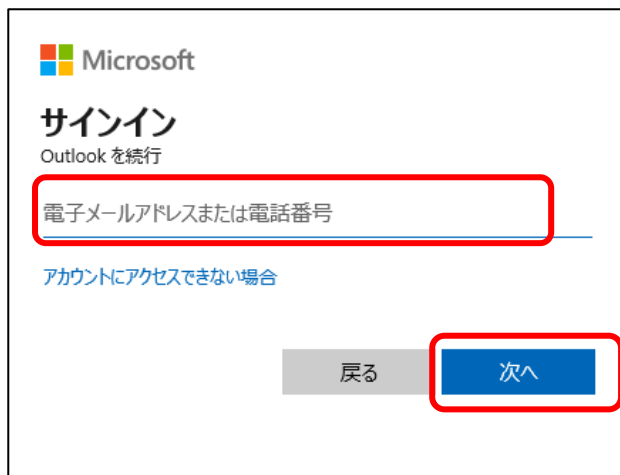 Microsoft
サインイン
Outlook を続行
電子メールアドレスまたは電話番号
アカウントにアクセスできない場合
戻る
次へ